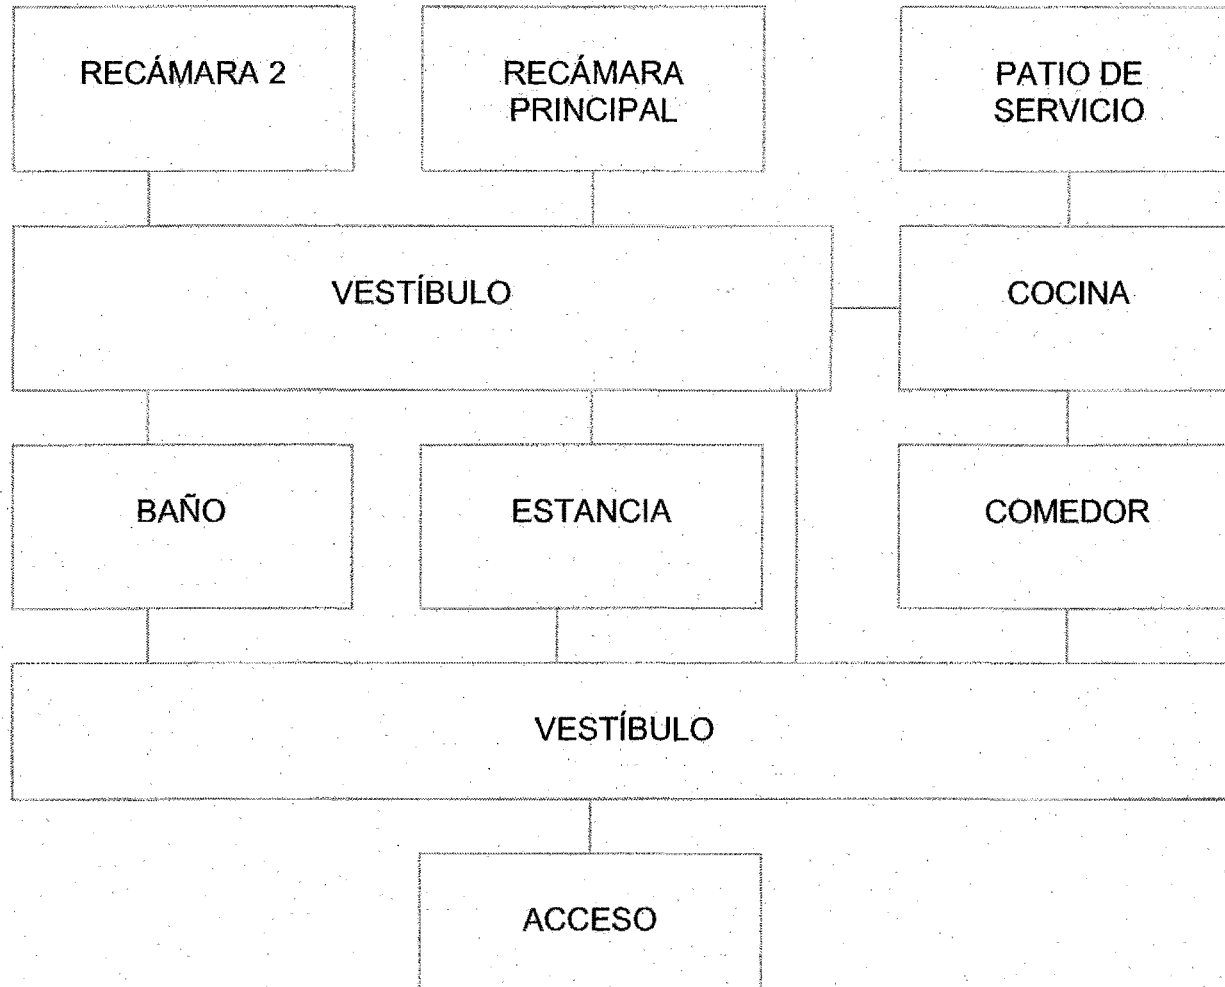 RECÁMARA 2
RECÁMARA
PRINCIPAL
PATIO DE
SERVICIO
VESTÍBULO
COCINA
BAÑO
ESTANCIA
COMEDOR
VESTÍBULO
ACCESO